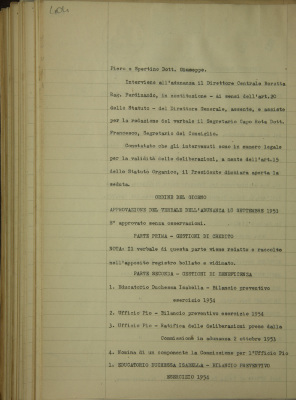 Piero e Sportino Dott. Giuseppe.
Interviene all'adunanza il Direttore Centrale Borotta
Rag. Ferdinando, in sostituzione - ai sensi dell'art.20
dello Statuto - del Direttore Generale, assente, e assiste
per la redazione del verbale il Segretario Capo Rota Dott.
Francesco, Segretario del Consiglio.
Constatato che gli intervenuti sono in numero legale
per la validità delle deliberazioni, a mente dell'art.15
dello Statuto Organico, il Presidente dichiara aperta la
seduta.
ORDINE DEL GIORNO
APPROVAZIONE DEL VERBALE DELL'ADUNANZA 18 SETTEMBRE 1953
E' approvato senza osservazioni.
PARTE PRIMA - GESTIONI DI CREDITO
NOTA: Il verbale di questa parte viene redatto e raccolto
nell'apposito registro bollato e vidimato.
PARTE SECONDA - GESTIONI DI BENEFICENZA
1. Educatorio Duchessa Isabella - Bilancio preventivo
esercizio 1954
2. Ufficio Pio - Bilancio preventivo esercizio 1954
3. Ufficio Pio - Ratifica delle deliberazioni prese dalla
Commissione in adunanza 2 ottobre 1953
4. Nomina di un componente la Commissione per l'Ufficio Pio
1. EDUCATORIO DUCHESSA ISABELLA - BILANCIO PREVENTIVO
ESERCIZIO 1954